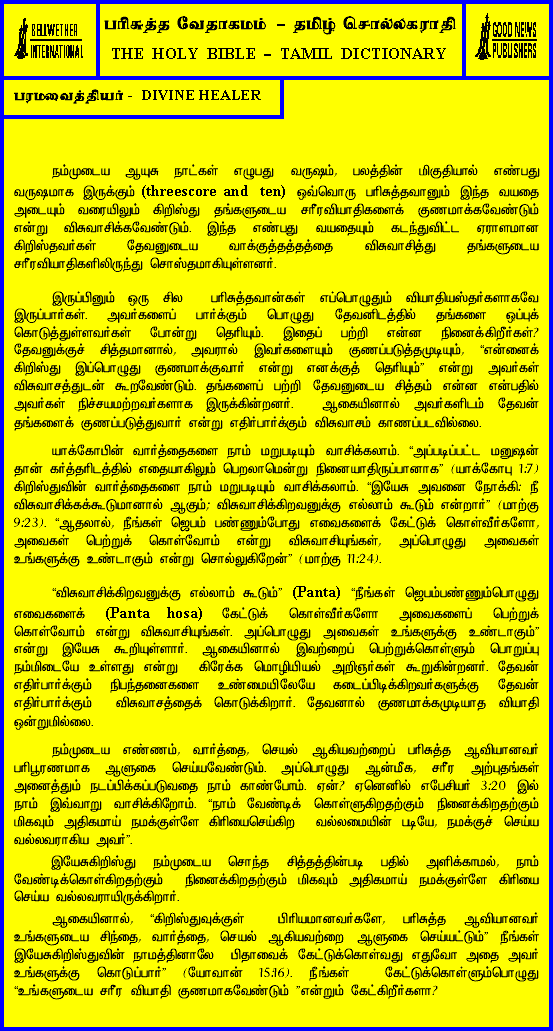 BELLWETHER
INTERNATIONAL
பரிசுத்த வேதாகமம் – தமிழ் சொல்லகராதி
THE HOLY BIBLE – TAMIL DICTIONARY
GOOD NEWS
PUBLISHERS
பரமவைத்தியர் - DIVINE HEALER
நம்முடைய ஆயுசு நாட்கள் எழுபது வருஷம், பலத்தின் மிகுதியால் எண்பது
வருஷமாக இருக்கும் (threescore and ten) ஒவ்வொரு பரிசுத்தவானும் இந்த வயதை
அடையும் வரையிலும் கிறிஸ்து தங்களுடைய சரீரவியாதிகளைக் குணமாக்கவேண்டும்
என்று விசுவாசிக்கவேண்டும். இந்த எண்பது வயதையும் கடந்துவிட்ட ஏராளமான
கிறிஸ்தவர்கள் தேவனுடைய வாக்குத்தத்தத்தை விசுவாசித்து தங்களுடைய
சரீரவியாதிகளிலிருந்து சொஸ்தமாகியுள்ளனர்.
இருப்பினும் ஒரு சில பரிசுத்தவான்கள் எப்பொழுதும் வியாதியஸ்தர்களாகவே
இருப்பார்கள். அவர்களைப் பார்க்கும் பொழுது தேவனிடத்தில் தங்களை ஒப்புக்
கொடுத்துள்ளவர்கள் போன்று தெரியும். இதைப் பற்றி என்ன நினைக்கிறீர்கள்?
தேவனுக்குச் சித்தமானால், அவரால் இவர்களையும் குணப்படுத்தமுடியும், “என்னைக்
கிறிஸ்து இப்பொழுது குணமாக்குவார் என்று எனக்குத் தெரியும்” என்று அவர்கள்
விசுவாசத்துடன் கூறவேண்டும். தங்களைப் பற்றி தேவனுடைய சித்தம் என்ன என்பதில்
அவர்கள் நிச்சயமற்றவர்களாக இருக்கின்றனர். ஆகையினால் அவர்களிடம் தேவன்
தங்களைக் குணப்படுத்துவார் என்று எதிர்பார்க்கும் விசுவாசம் காணப்படவில்லை.
யாக்கோபின் வார்த்தைகளை நாம் மறுபடியும் வாசிக்கலாம். “அப்படிப்பட்ட மனுஷன்
தான் கர்த்தரிடத்தில் எதையாகிலும் பெறலாமென்று நினையாதிருப்பானாக” (யாக்கோபு 1:7)
கிறிஸ்துவின் வார்த்தைகளை நாம் மறுபடியும் வாசிக்கலாம். “இயேசு அவனை நோக்கி: நீ
விசுவாசிக்கக்கூடுமானால் ஆகும்; விசுவாசிக்கிறவனுக்கு எல்லாம் கூடும் என்றார்” (மாற்கு
9:23). “ஆதலால், நீங்கள் ஜெபம் பண்ணும்போது எவைகளைக் கேட்டுக் கொள்வீர்களோ,
அவைகள் பெற்றுக் கொள்வோம் என்று விசுவாசியுங்கள், அப்பொழுது அவைகள்
உங்களுக்கு உண்டாகும் என்று சொல்லுகிறேன்” (மாற்கு 11:24).
“விசுவாசிக்கிறவனுக்கு எல்லாம் கூடும்” (Panta) “நீங்கள் ஜெபம்பண்ணும்பொழுது
எவைகளைக் (Panta hosa) கேட்டுக் கொள்வீர்களோ அவைகளைப் பெற்றுக்
கொள்வோம் என்று விசுவாசியுங்கள். அப்பொழுது அவைகள் உங்களுக்கு உண்டாகும்”
என்று இயேசு கூறியுள்ளார். ஆகையினால் இவற்றைப் பெற்றுக்கொள்ளும் பொறுப்பு
நம்மிடையே உள்ளது என்று கிரேக்க மொழியியல் அறிஞர்கள் கூறுகின்றனர். தேவன்
எதிர்பார்க்கும் நிபந்தனைகளை உண்மையிலேயே கடைப்பிடிக்கிறவர்களுக்கு தேவன்
எதிர்பார்க்கும் விசுவாசத்தைக் கொடுக்கிறார். தேவனால் குணமாக்கமுடியாத வியாதி
ஒன்றுமில்லை.
நம்முடைய எண்ணம், வார்த்தை, செயல் ஆகியவற்றைப் பரிசுத்த ஆவியானவர்
பரிபூரணமாக ஆளுகை செய்யவேண்டும். அப்பொழுது ஆன்மீக, சரீர அற்புதங்கள்
அனைத்தும் நடப்பிக்கப்படுவதை நாம் காண்போம். ஏன்? ஏனெனில் எபேசியர் 3:20 இல்
நாம் இவ்வாறு வாசிக்கிறோம். “நாம் வேண்டிக் கொள்ளுகிறதற்கும் நினைக்கிறதற்கும்
மிகவும் அதிகமாய் நமக்குள்ளே கிரியைசெய்கிற வல்லமையின் படியே, நமக்குச் செய்ய
வல்லவராகிய அவர்”.
இயேசுகிறிஸ்து நம்முடைய சொந்த சித்தத்தின்படி பதில் அளிக்காமல், நாம்
வேண்டிக்கொள்கிறதற்கும் நினைக்கிறதற்கும் மிகவும் அதிகமாய் நமக்குள்ளே கிரியை
செய்ய வல்லவராயிருக்கிறார்.
ஆகையினால், “கிறிஸ்துவுக்குள் பிரியமானவர்களே, பரிசுத்த ஆவியானவர்
உங்களுடைய சிந்தை, வார்த்தை, செயல் ஆகியவற்றை ஆளுகை செய்யட்டும்” நீங்கள்
இயேசுகிறிஸ்துவின் நாமத்தினாலே பிதாவைக் கேட்டுக்கொள்வது எதுவோ அதை அவர்
உங்களுக்கு கொடுப்பார்” (யோவான் 15:16). நீங்கள் கேட்டுக்கொள்ளும்பொழுது
“உங்களுடைய சரீர வியாதி குணமாகவேண்டும் ”என்றும் கேட்கிறீர்களா?